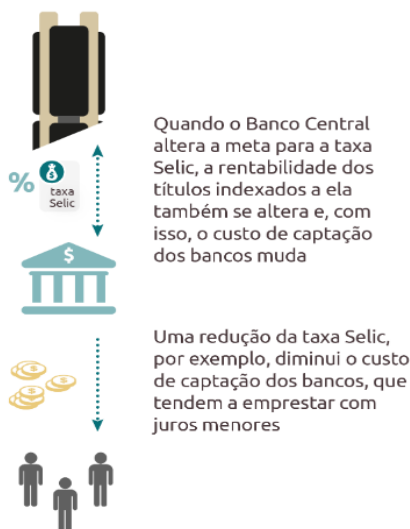 Quando o Banco Central
altera a meta para a taxa
Selic, a rentabilidade dos
títulos indexados a ela
também se altera e, com
isso, o custo de captação
dos bancos muda
%
$
taxa
Selic
$
Uma redução da taxa Selic,
por exemplo, diminui o custo
de captação dos bancos, que
tendem a emprestar com
juros menores